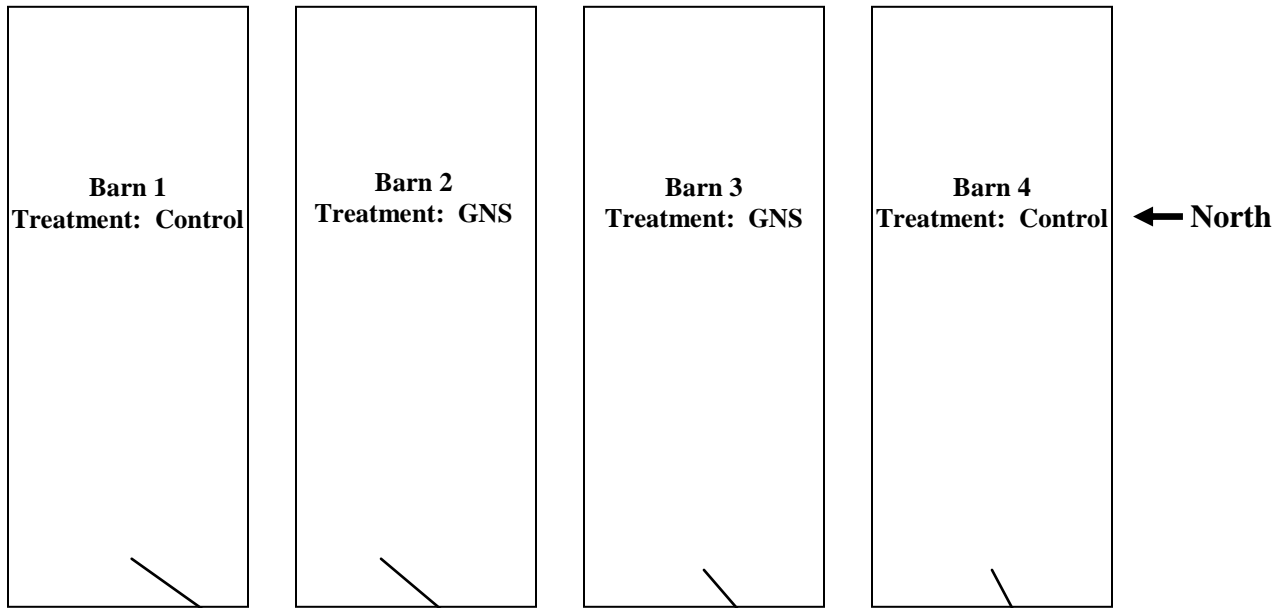 Barn 1
Treatment: Control
Barn 2
Treatment: GNS
Barn 3
Treatment: GNS
Barn 4
Treatment: Control
North